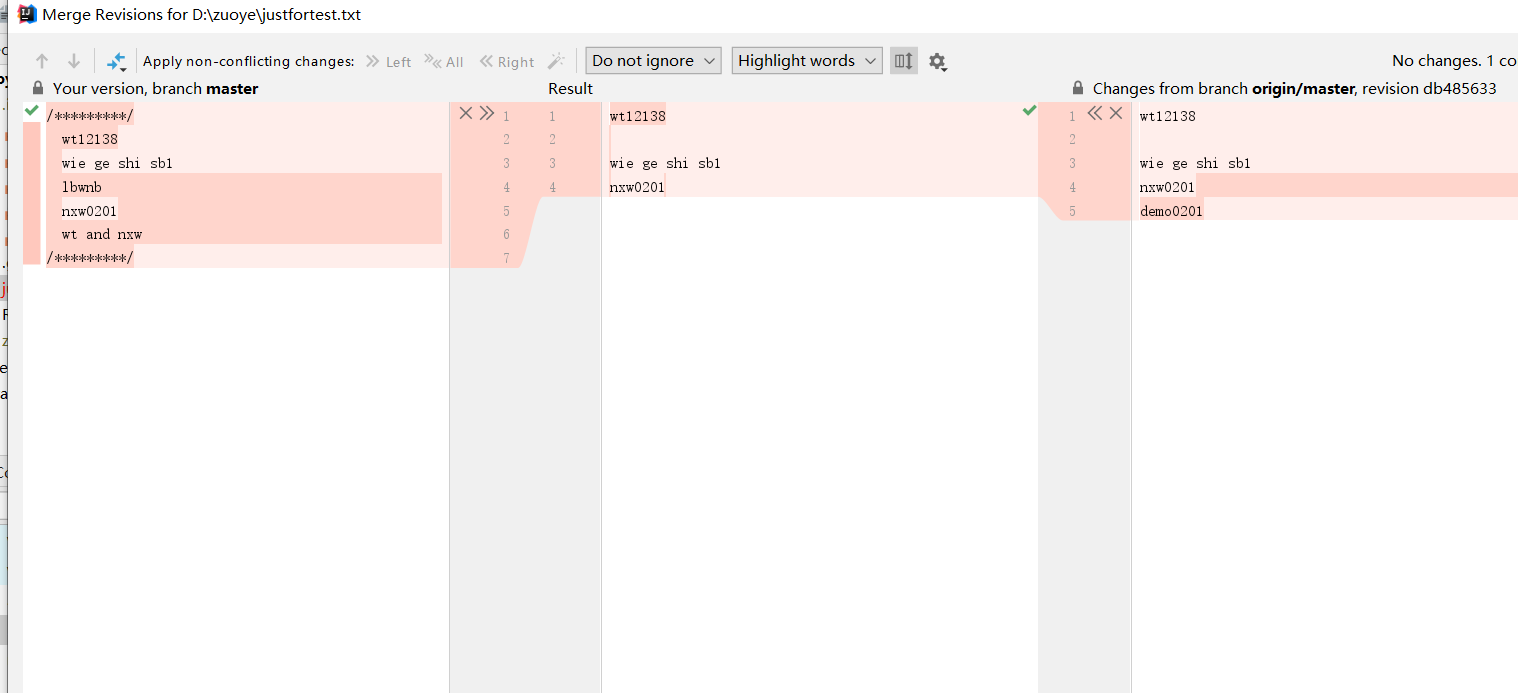 Merge Revisions for D:\zuoye\justfortest.txt
Apply non-conflicting changes: Left All Right Do not ignore Highlight words No changes. 1 co
Your version, branch master Result Changes from branch origin/master, revision db485633
/*********/ 1 1 wt12138 1 wt12138
wt12138 2 2 2
wie ge shi sb1 3 3 wie ge shi sb1 3 wie ge shi sb1
lbwnb 4 4 nxw0201 4 nxw0201
nxw0201 5 5 demo0201
wt and nxw 6
/*********/ 7